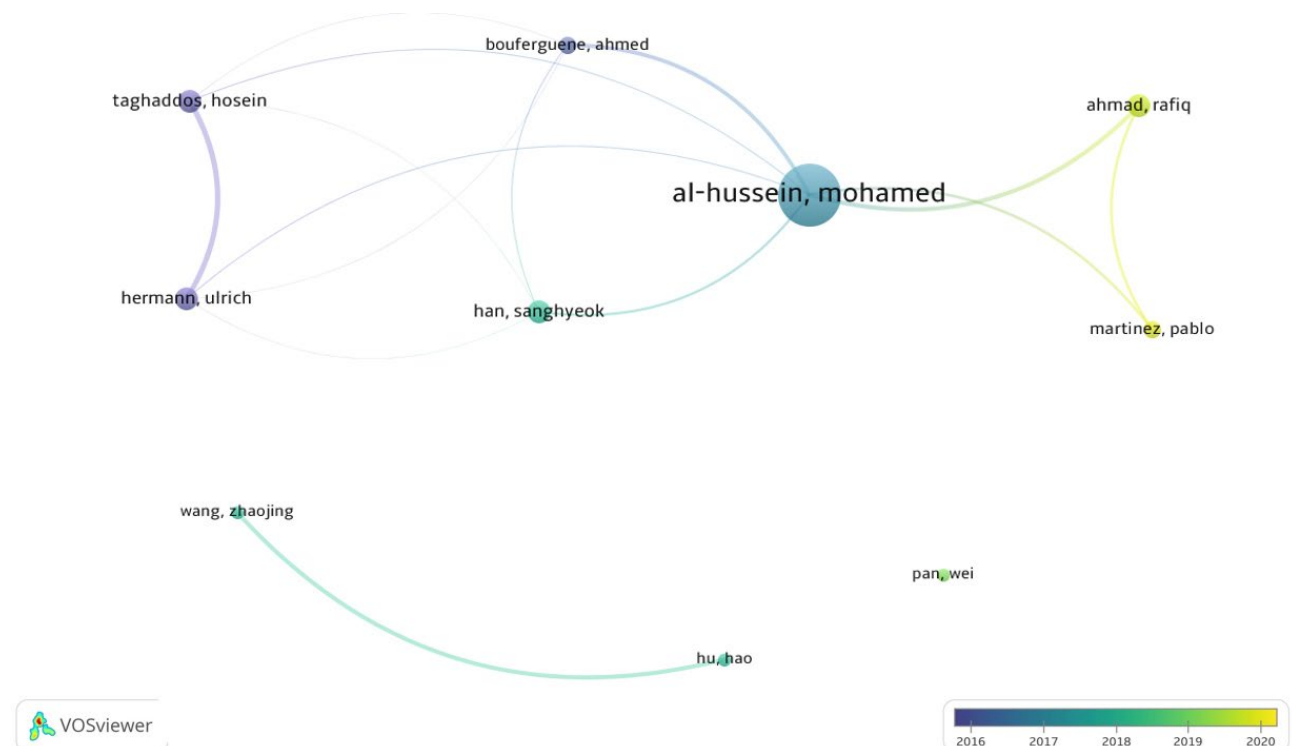 bouferguene, ahmed
taghaddos, hosein
ahmad, rafiq
al-hussein, mohamed
hermann, ulrich
han, sanghyeok
martinez, pablo
wang, zhaojing
pan, wei
hu, hao
VOSviewer
2016 2017 2018 2019 2020